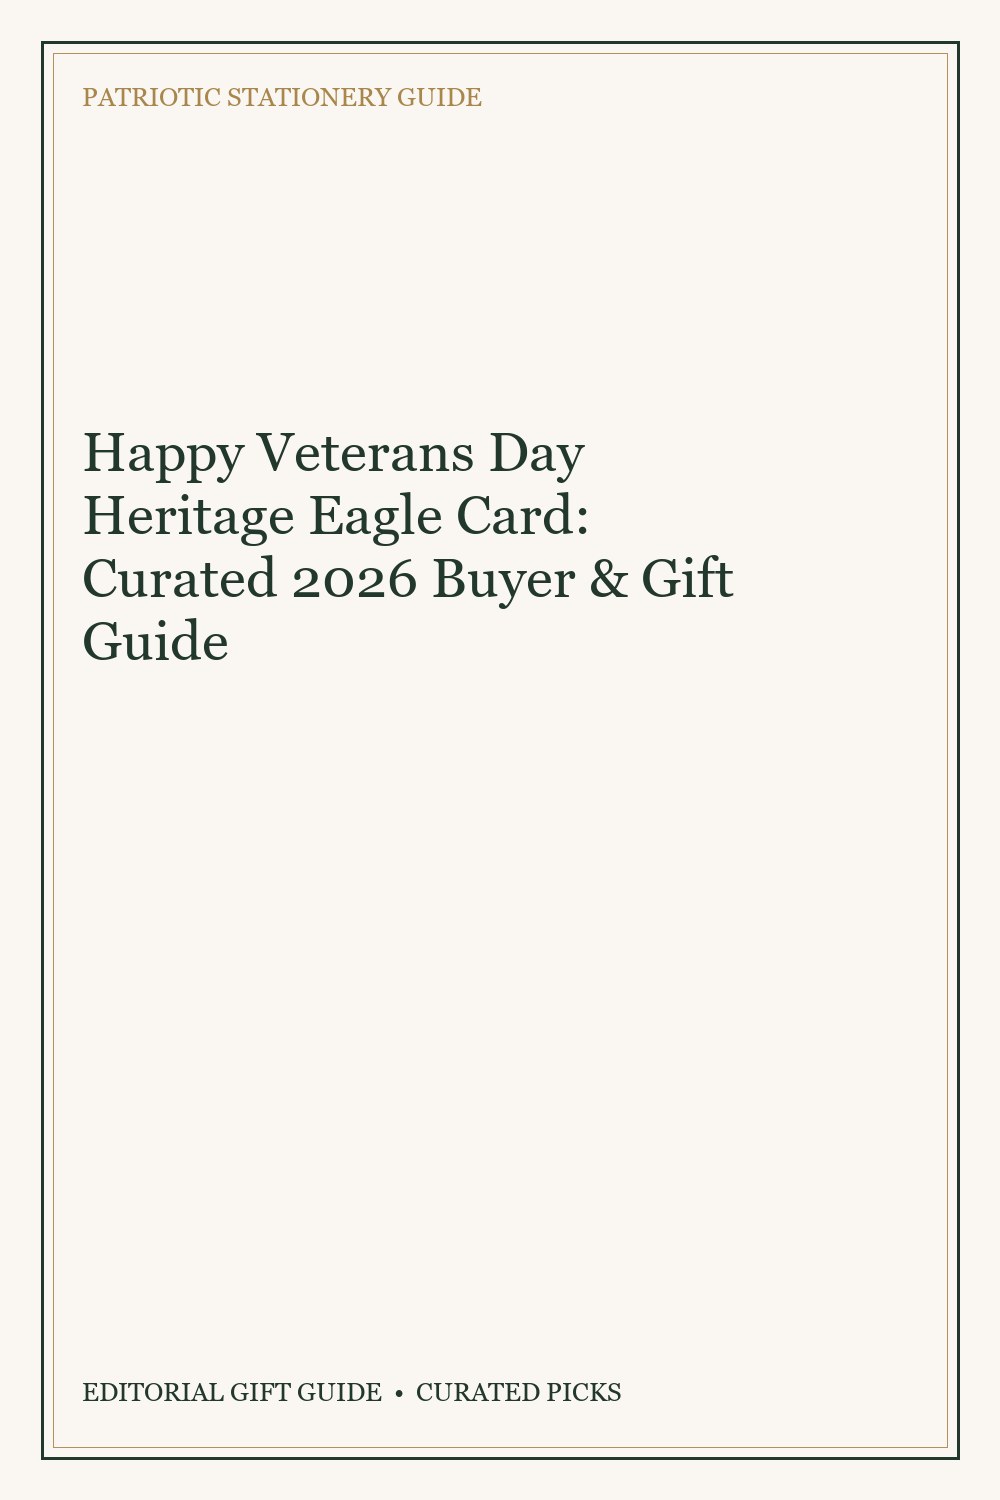 PATRIOTIC STATIONERY GUIDE
Happy Veterans Day
Heritage Eagle Card:
Curated 2026 Buyer & Gift
Guide
EDITORIAL GIFT GUIDE • CURATED PICKS